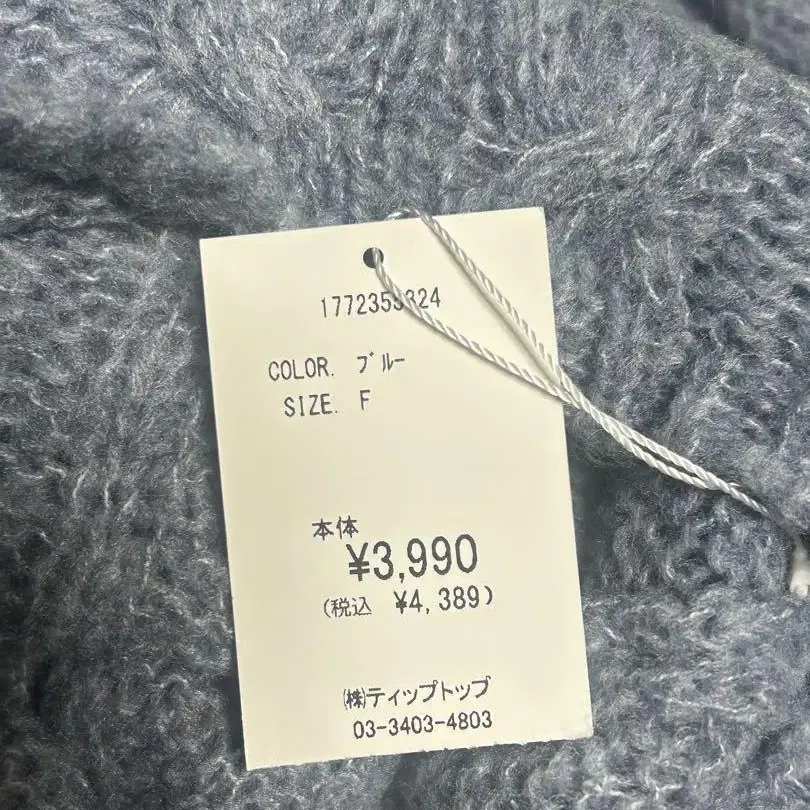 COLOR. ブルー
SIZE. F
本体
¥3,990
(税込 ¥4,389)
(株)ティップトップ
03-3403-4803